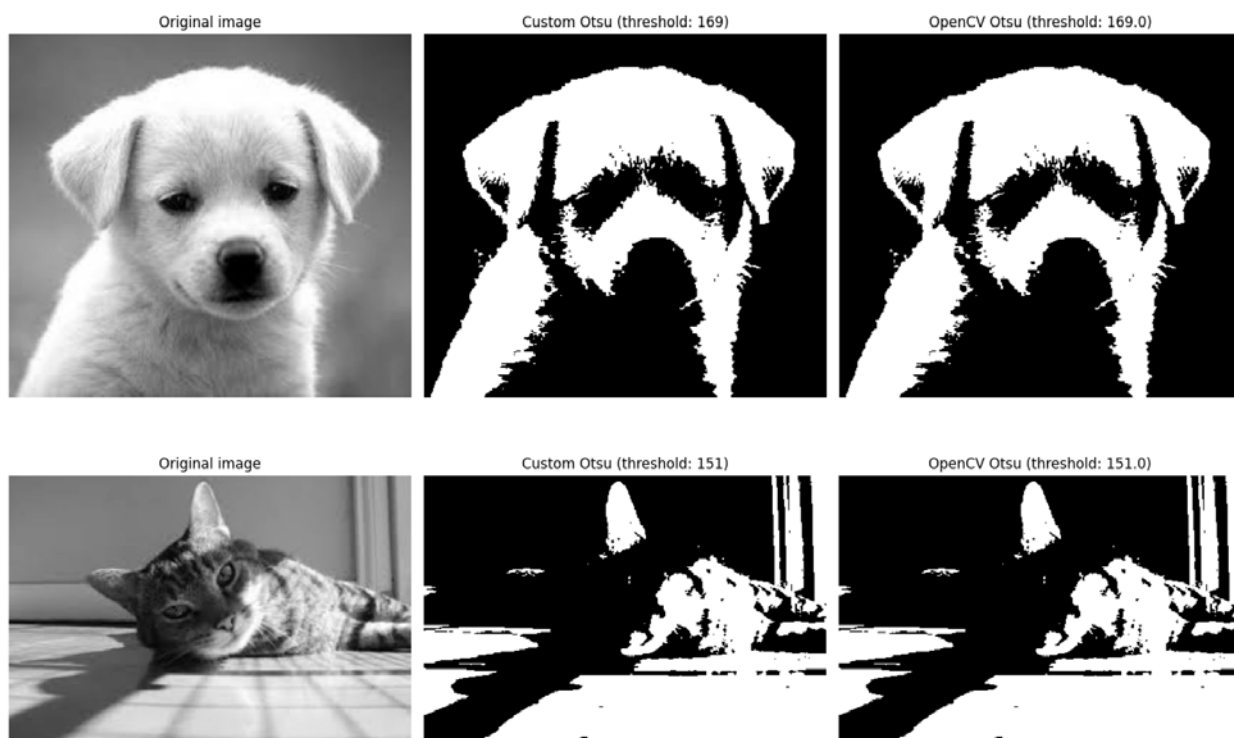 Original image
Custom Otsu (threshold: 169)
OpenCV Otsu (threshold: 169.0)
Original image
Custom Otsu (threshold: 151)
OpenCV Otsu (threshold: 151.0)